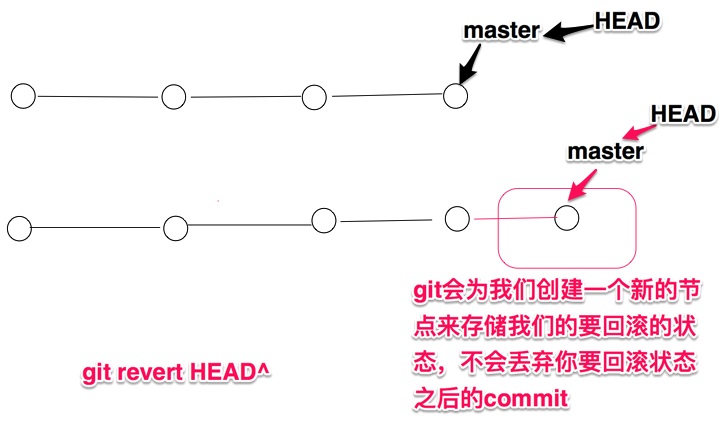 master HEAD
HEAD
master
git会为我们创建一个新的节
点来存储我们的要回滚的状
态，不会丢弃你要回滚状态
之后的commit
git revert HEAD^